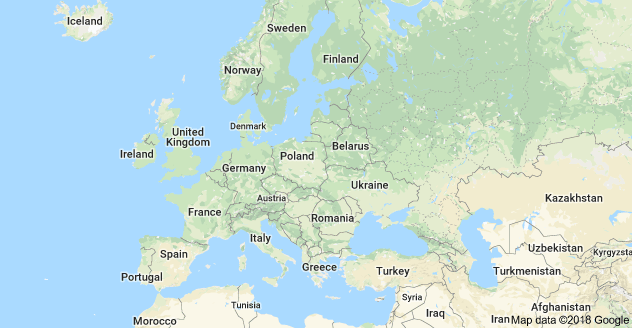 Iceland
Sweden
Finland
Norway
Denmark
United
Kingdom
Ireland
Belarus
Poland
Germany
Ukraine
Austria
Kazakhstan
France
Romania
Italy
Uzbekistan
Spain
Kyrgyzst
Greece
Turkey
Turkmenistan
Portugal
Syria
Tunisia
Iraq
Afghanistan
Morocco
Iran
Map data ©2018 Google